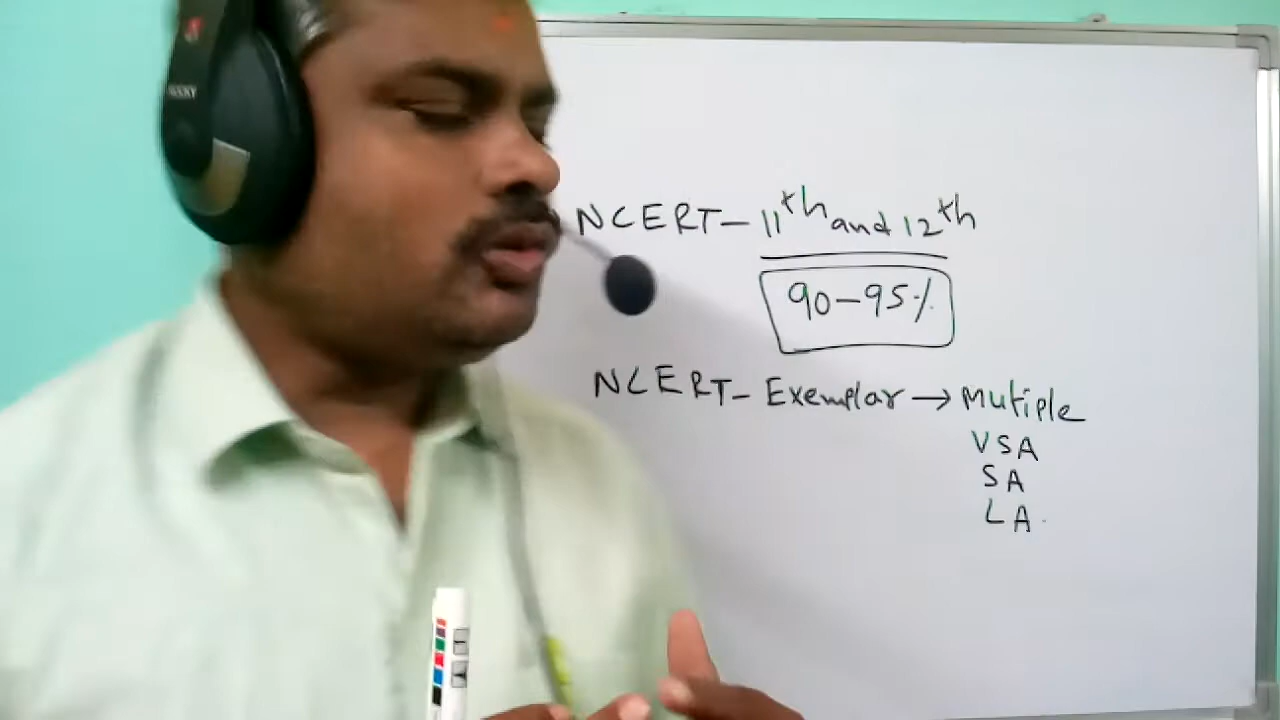 NCERT- 11th and 12th
90-95%
NCERT- Exemplar → Mutiple
VSA
SA
LA.